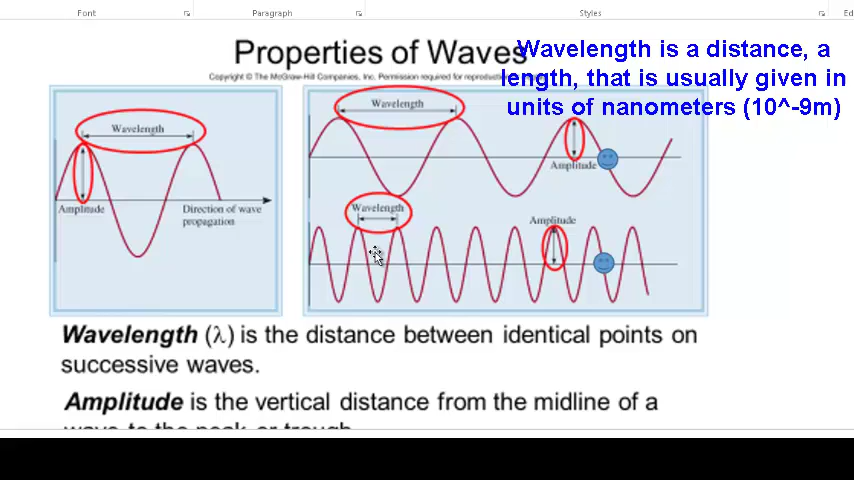 Font
Paragraph
Styles
Ed
Properties of Waves
Wavelength is a distance, a
length, that is usually given in
units of nanometers (10^-9m)
Copyright © The McGraw-Hill Companies, Inc. Permission required for
Wavelength
Amplitude
Direction of wave
propagation
Wavelength
Amplitude
Wavelength
Amplitude
Wavelength (λ) is the distance between identical points on
successive waves.
Amplitude is the vertical distance from the midline of a
wave to the peak or trough